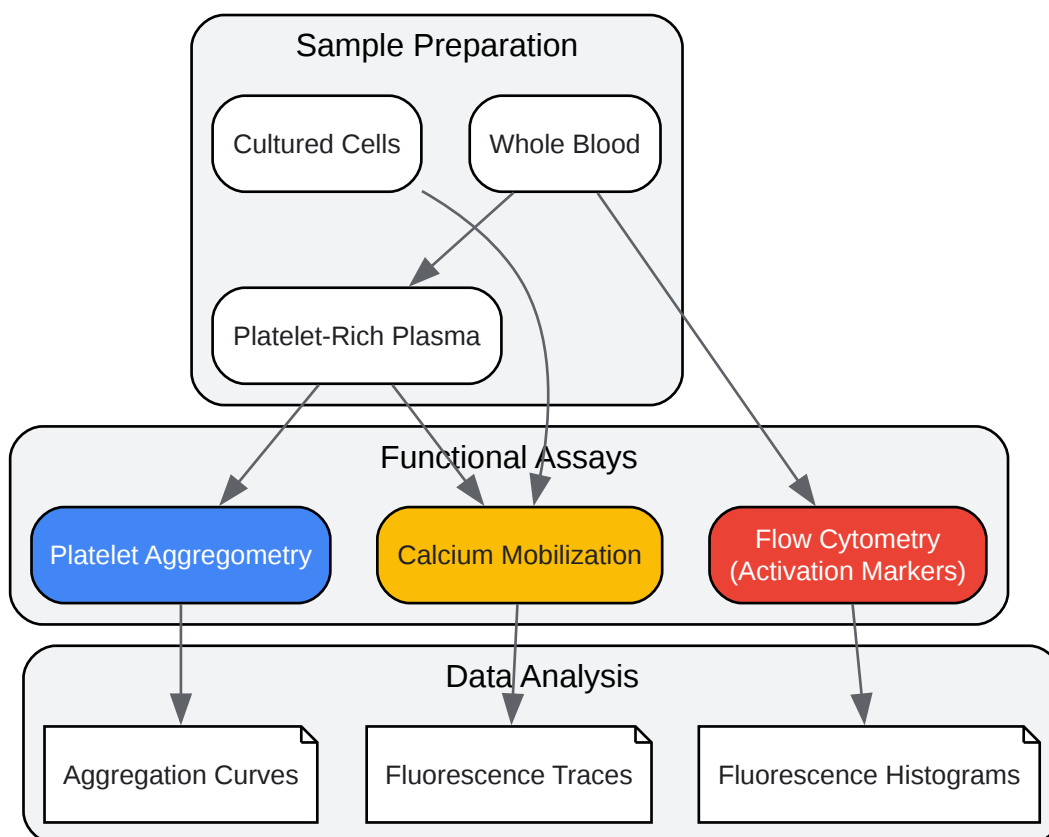 Sample Preparation
Cultured Cells
Whole Blood
Platelet-Rich Plasma
Functional Assays
Platelet Aggregometry
Calcium Mobilization
Flow Cytometry
(Activation Markers)
Data Analysis
Aggregation Curves
Fluorescence Traces
Fluorescence Histograms